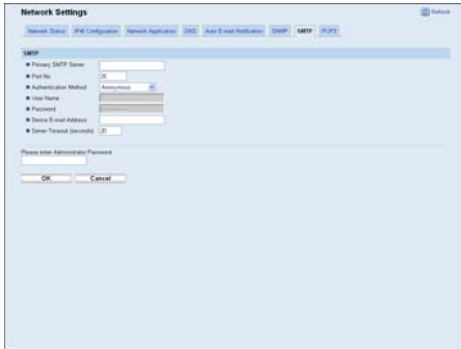 Network Settings
Refresh
Network Status IPv6 Configuration Network Application DNS Auto E-mail Notification SNMP SMTP POP3
SMTP
Primary SMTP Server
Port No. 25
Authentication Method Anonymous
User Name
Password
Device E-mail Address
Server Timeout (seconds)
Please enter Administrator Password
OK Cancel